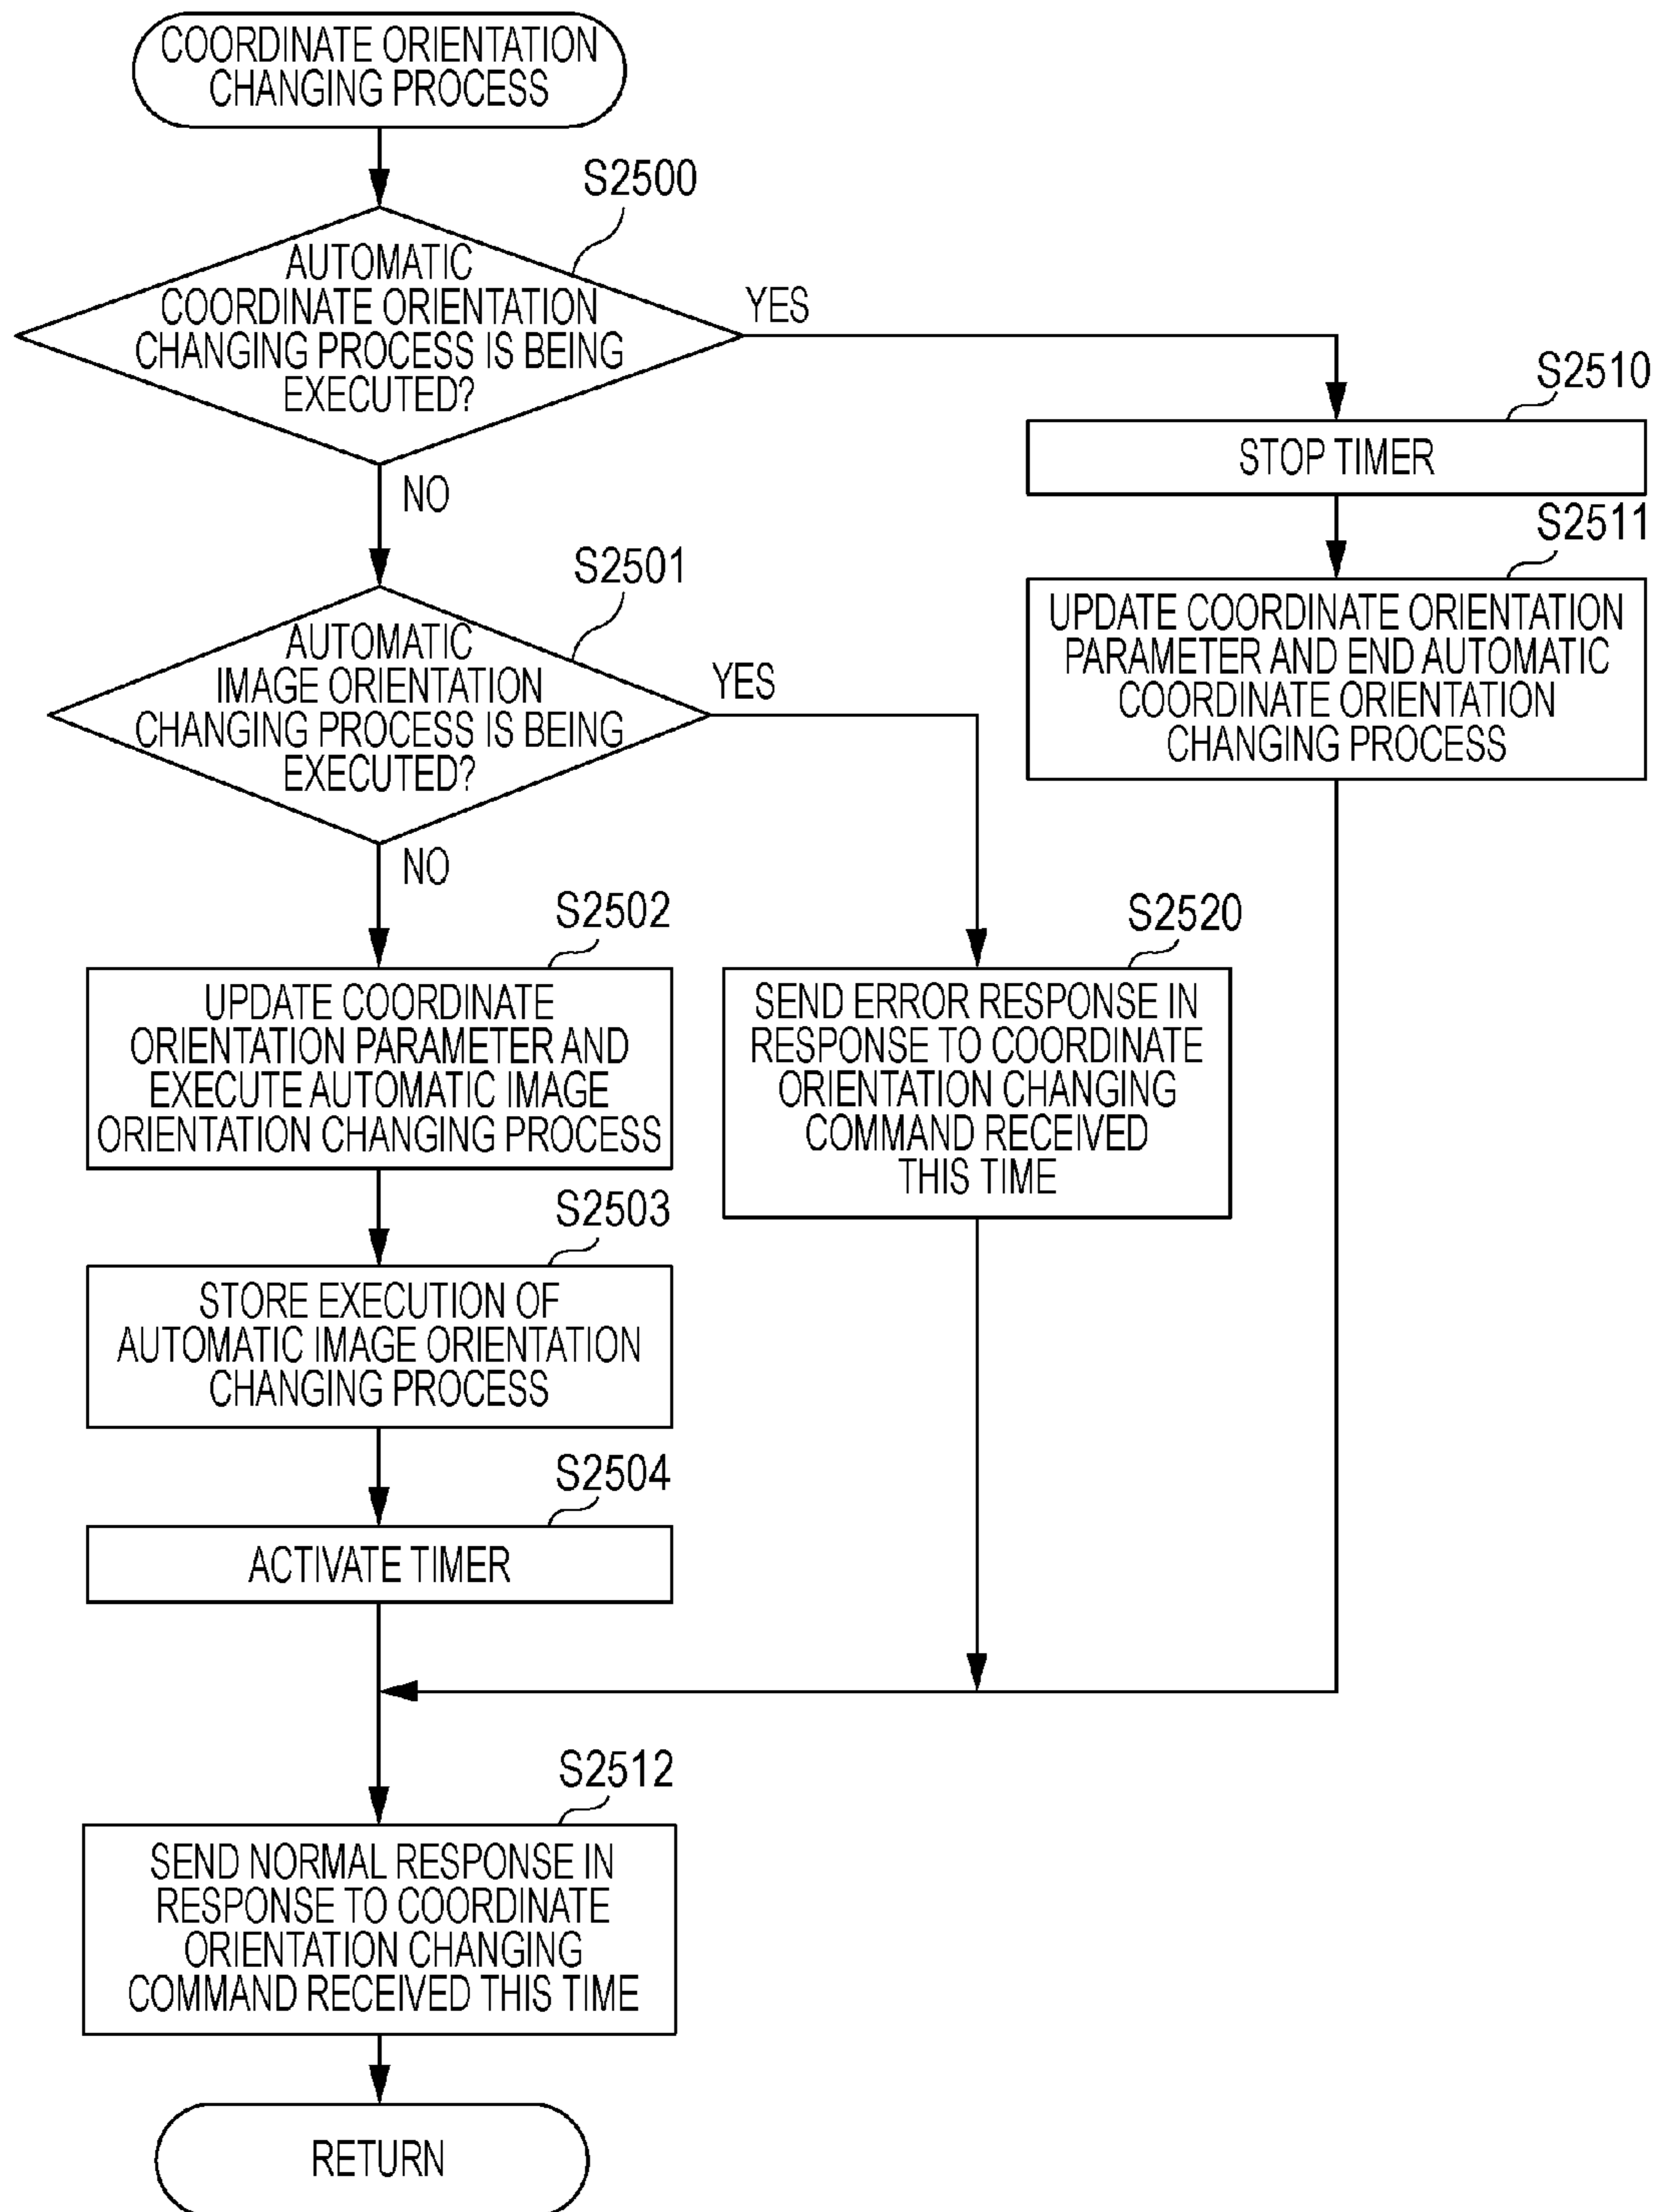 COORDINATE ORIENTATION
CHANGING PROCESS
S2500
AUTOMATIC
COORDINATE ORIENTATION
CHANGING PROCESS IS BEING
EXECUTED?
YES
NO
S2510
STOP TIMER
S2511
UPDATE COORDINATE ORIENTATION
PARAMETER AND END AUTOMATIC
COORDINATE ORIENTATION
CHANGING PROCESS
S2501
AUTOMATIC
IMAGE ORIENTATION
CHANGING PROCESS IS BEING
EXECUTED?
YES
NO
S2502
UPDATE COORDINATE
ORIENTATION PARAMETER AND
EXECUTE AUTOMATIC IMAGE
ORIENTATION CHANGING PROCESS
S2520
SEND ERROR RESPONSE IN
RESPONSE TO COORDINATE
ORIENTATION CHANGING
COMMAND RECEIVED
THIS TIME
S2503
STORE EXECUTION OF
AUTOMATIC IMAGE ORIENTATION
CHANGING PROCESS
S2504
ACTIVATE TIMER
S2512
SEND NORMAL RESPONSE IN
RESPONSE TO COORDINATE
ORIENTATION CHANGING
COMMAND RECEIVED THIS TIME
RETURN